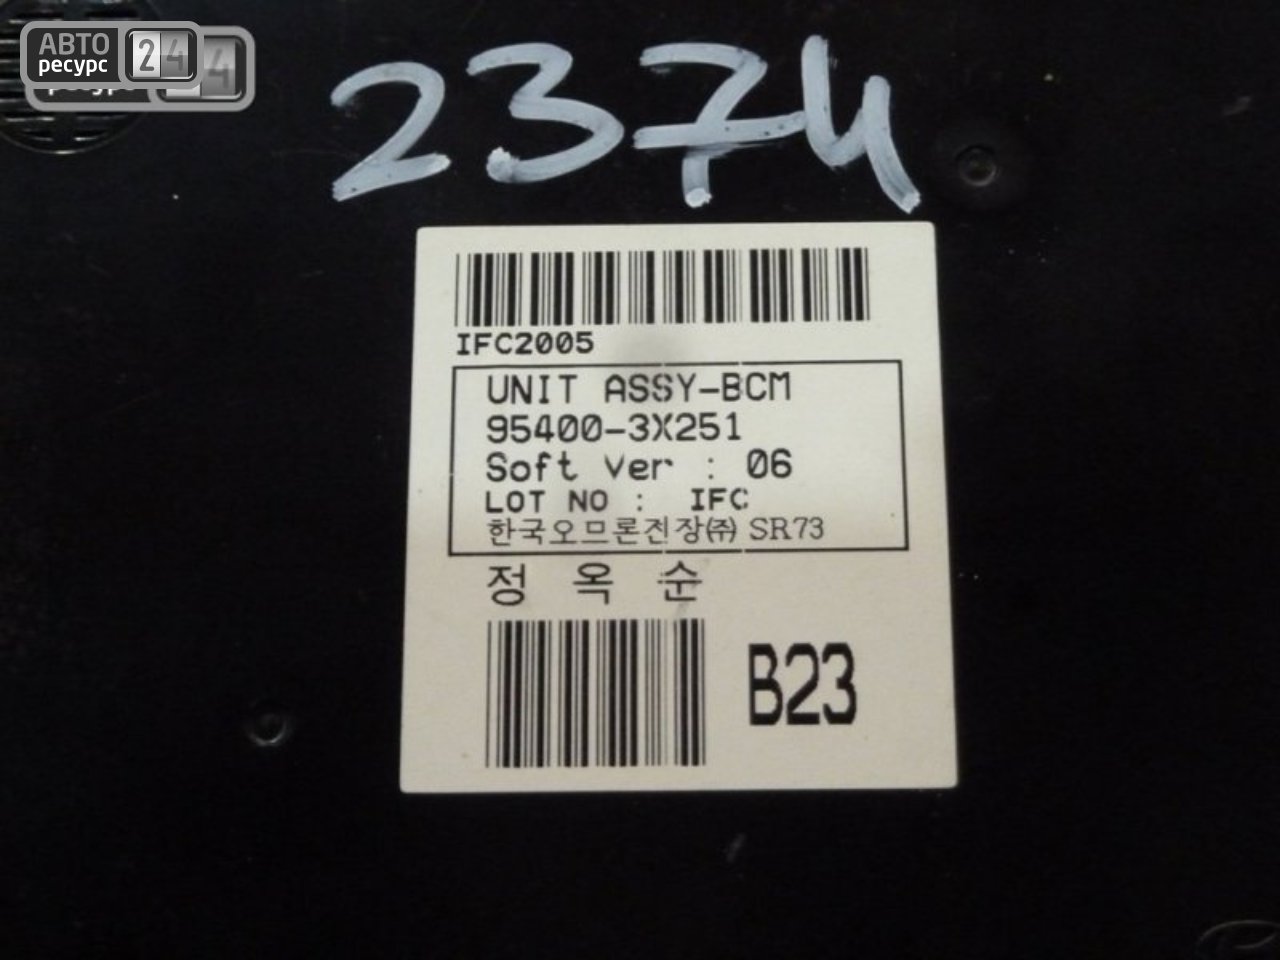 АВТО
ресурс
24
2374
IFC2005
UNIT ASSY-BCM
95400-3X251
Soft Ver : 06
LOT NO : IFC
한국오므론전장㈜ SR73
정 옥 순
B23